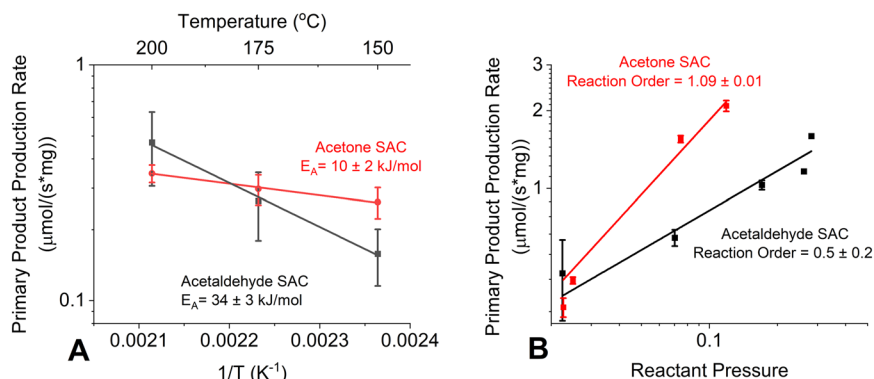 Temperature (°C)
200 175 150
Primary Product Production Rate
(μmol/(s*mg))
1
0.1
Acetone SAC
E_A= 10 ± 2 kJ/mol
Acetaldehyde SAC
E_A= 34 ± 3 kJ/mol
A
0.0021 0.0022 0.0023 0.0024
1/T (K⁻¹)
Primary Product Production Rate
(μmol/(s*mg))
3
2
1
Acetone SAC
Reaction Order = 1.09 ± 0.01
Acetaldehyde SAC
Reaction Order = 0.5 ± 0.2
B
0.1
Reactant Pressure